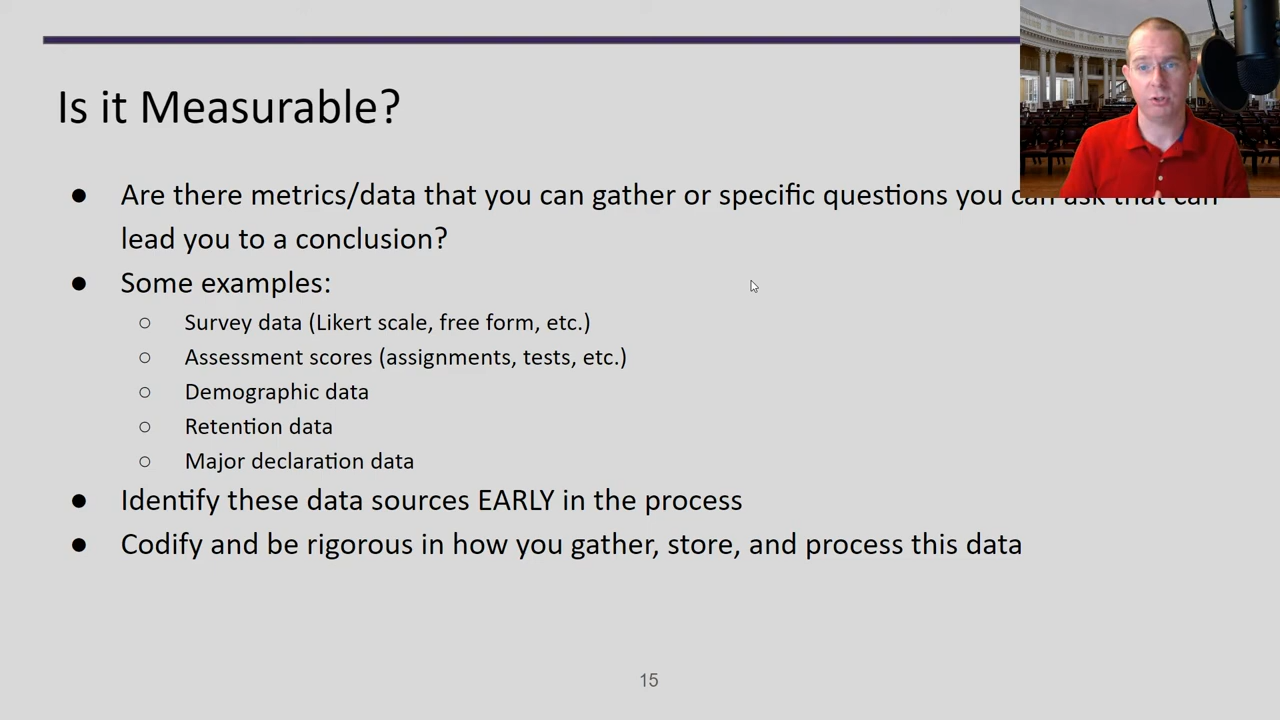 Is it Measurable?
● Are there metrics/data that you can gather or specific questions you can ask that can
lead you to a conclusion?
● Some examples:
○ Survey data (Likert scale, free form, etc.)
○ Assessment scores (assignments, tests, etc.)
○ Demographic data
○ Retention data
○ Major declaration data
● Identify these data sources EARLY in the process
● Codify and be rigorous in how you gather, store, and process this data
15